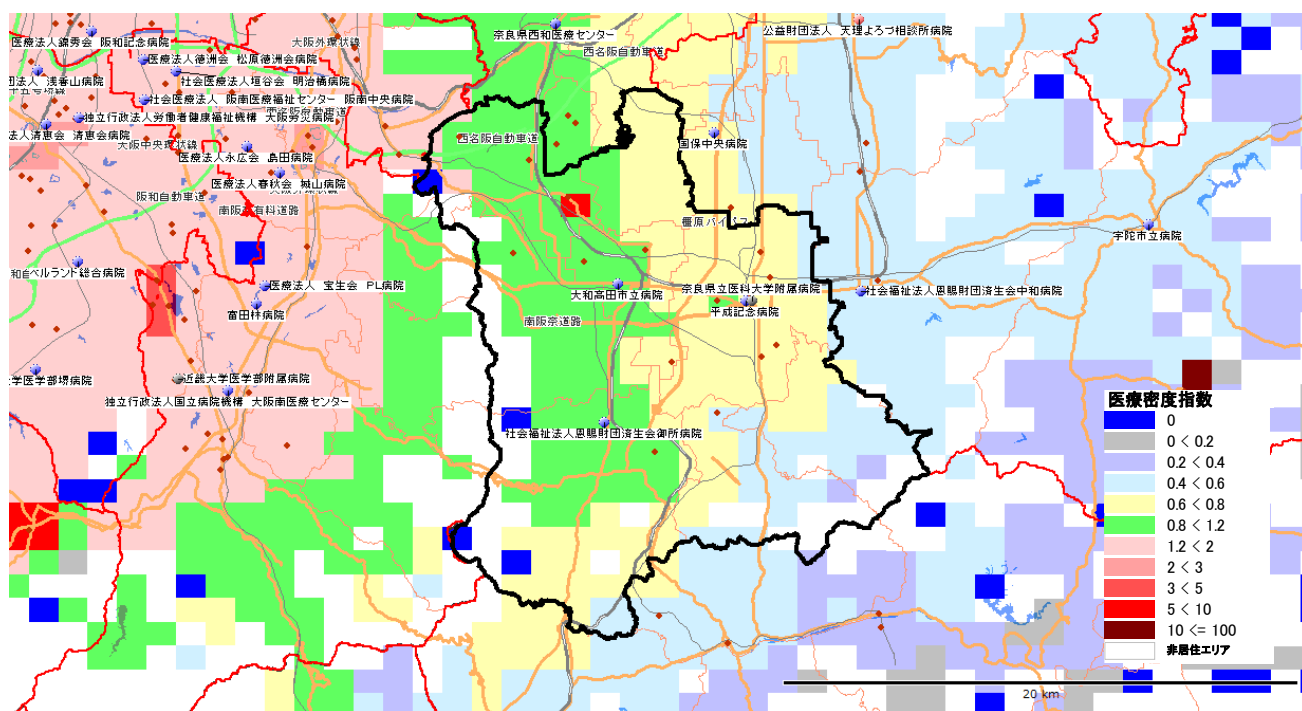 公益財団法人 天理よろづ相談所病院
奈良県西和医療センター
大阪外環状線
医療法人錦秀会 阪和記念病院
西名阪自動車道
医療法人徳洲会 松原徳洲会病院
団法人 浅香山病院
社会医療法人垣谷会 明治橋病院
社会医療法人 阪南医療福祉センター 阪南中央病院
独立行政法人労働者健康福祉機構 大阪労災病院
法人清恵会 清恵会病院
西名阪自動車道
大阪中央環状線
国保中央病院
医療法人永広会 島田病院
医療法人春秋会 城山病院
阪和自動車道
南阪奈有料道路
橿原バイパス
宇陀市立病院
ベルランド総合病院
医療法人 宝生会 PL病院
大和高田市立病院
奈良県立医科大学附属病院
社会福祉法人恩賜財団済生会中和病院
富田林病院
平成記念病院
南阪奈道路
大学医学部堺病院
近畿大学医学部附属病院
独立行政法人国立病院機構 大阪南医療センター
社会福祉法人恩賜財団済生会御所病院
医療密度指数
0
0 < 0.2
0.2 < 0.4
0.4 < 0.6
0.6 < 0.8
0.8 < 1.2
1.2 < 2
2 < 3
3 < 5
5 < 10
10 <= 100
非居住エリア
20 km